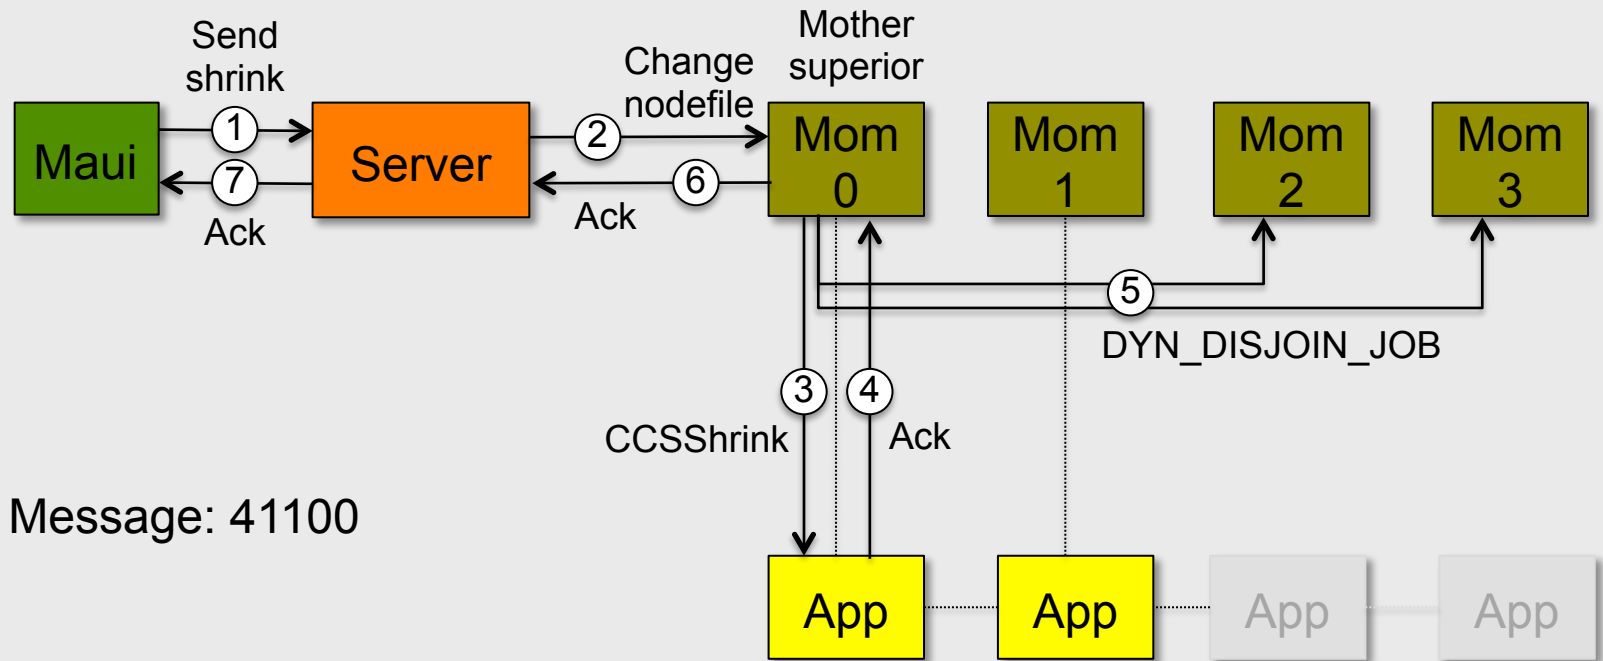 Send
shrink
Change
nodefile
Mother
superior
Maui
1
7
Ack
Server
2
6
Ack
Mom
0
Mom
1
Mom
2
Mom
3
5
DYN_DISJOIN_JOB
3
4
CCSShrink
Ack
Message: 41100
App
App
App
App